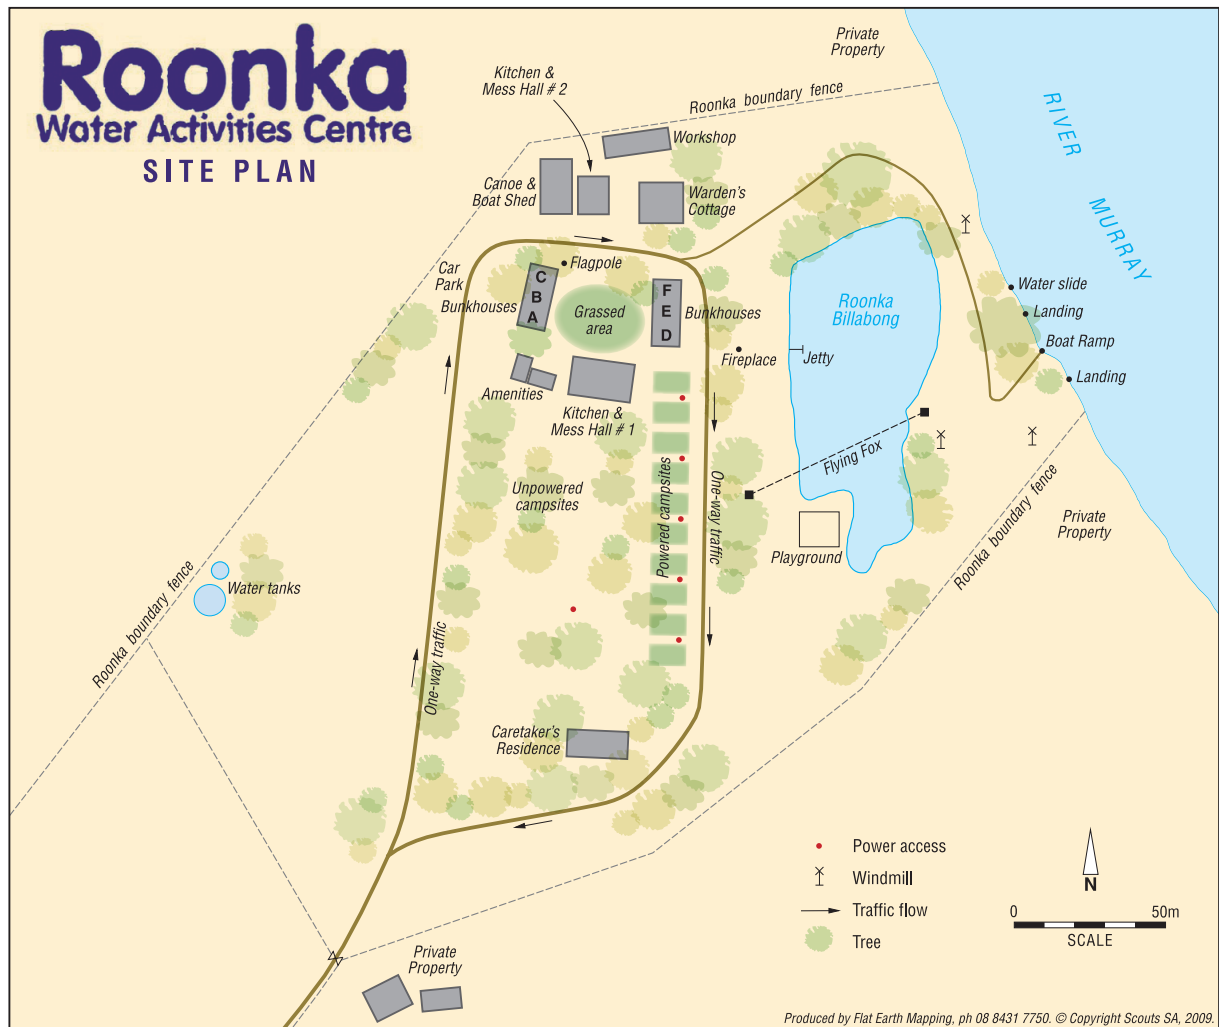 Roonka
Water Activities Centre
SITE PLAN
Private
Property
Kitchen &
Mess Hall # 2
Roonka boundary fence
RIVER MURRAY
Workshop
Canoe &
Boat Shed
Warden's
Cottage
Car
Park
Flagpole
C
B
A
Bunkhouses
Grassed
area
F
E
D
Bunkhouses
Roonka
Billabong
Water slide
Landing
Boat Ramp
Landing
Fireplace
Jetty
Amenities
Kitchen &
Mess Hall # 1
Flying Fox
Unpowered
campsites
Powered campsites
One-way traffic
Playground
Roonka boundary fence
Private
Property
Water tanks
Roonka boundary fence
One-way traffic
Caretaker's
Residence
Private
Property
Power access
Windmill
Traffic flow
Tree
N
0 50m
SCALE
Produced by Flat Earth Mapping, ph 08 8431 7750. © Copyright Scouts SA, 2009.